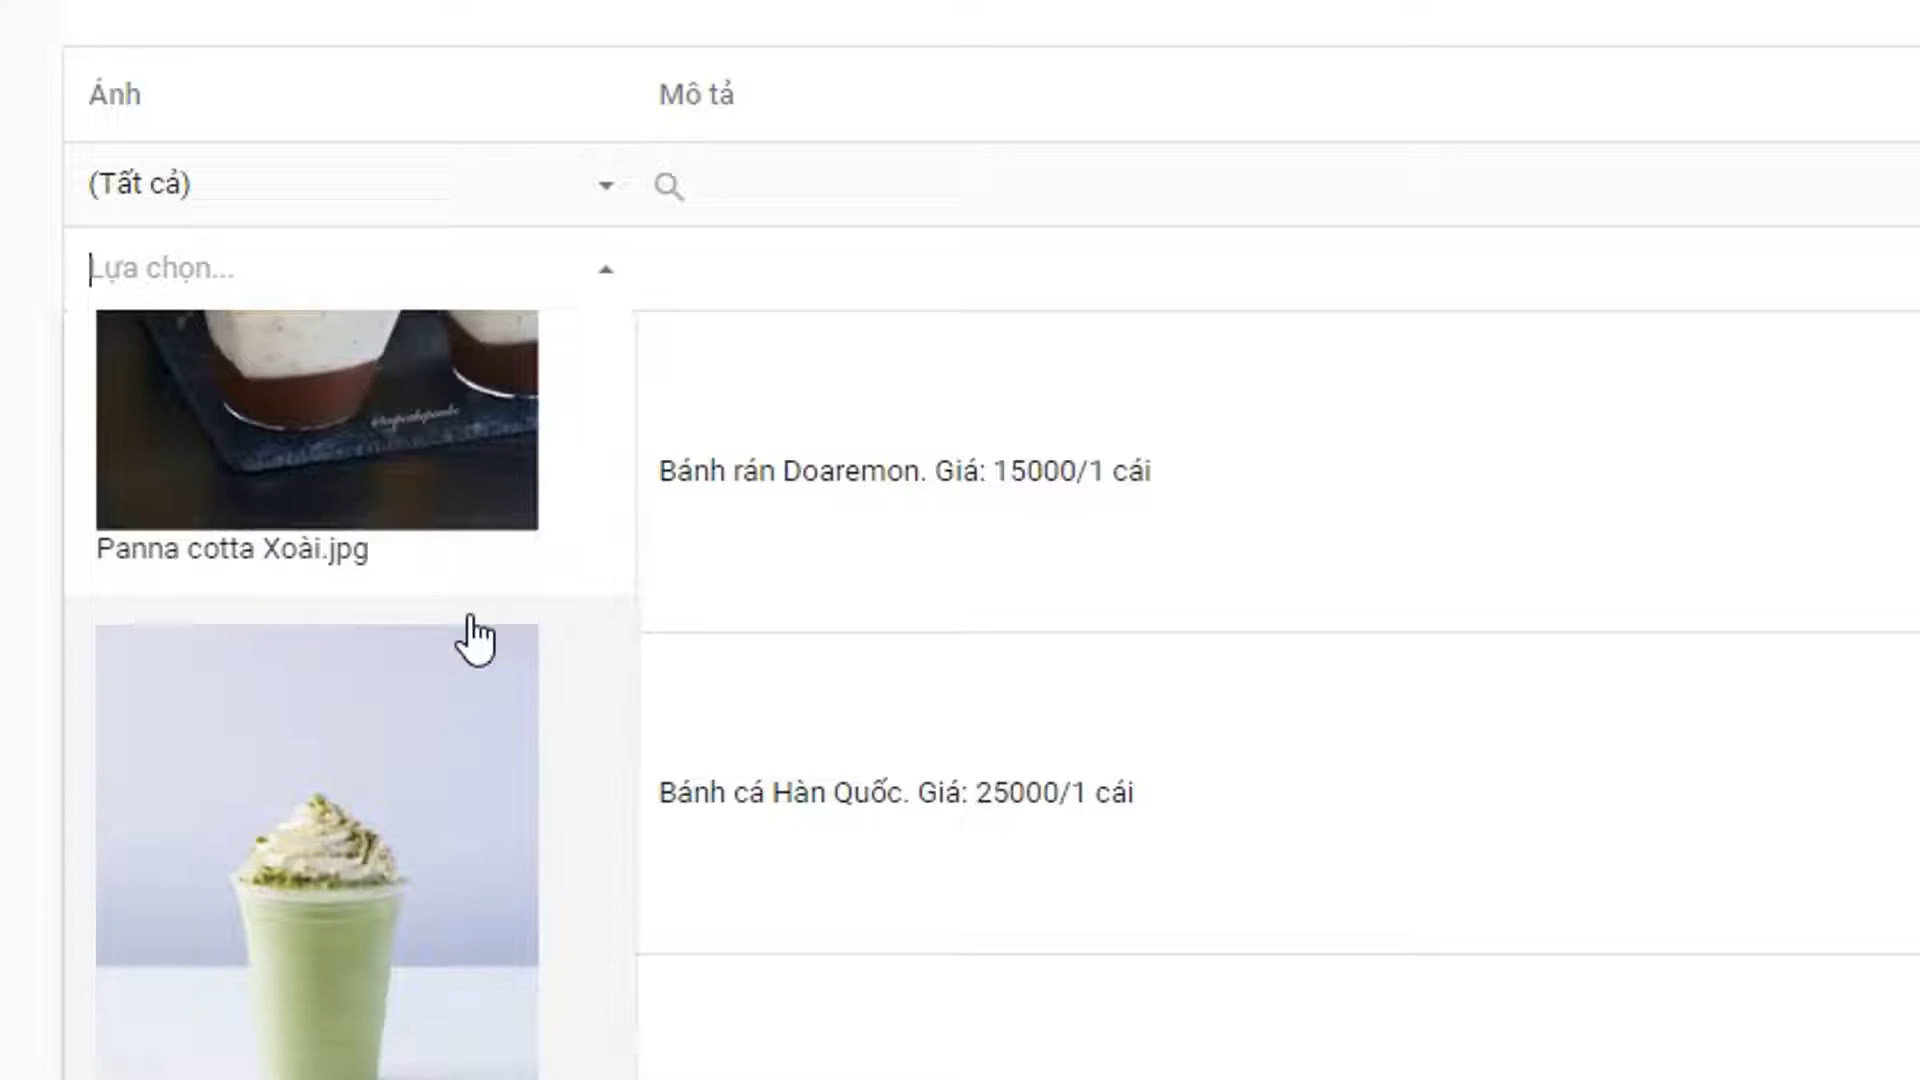 Ảnh
Mô tả
(Tất cả)
Lựa chọn...
Panna cotta Xoài.jpg
Bánh rán Doaremon. Giá: 15000/1 cái
Bánh cá Hàn Quốc. Giá: 25000/1 cái